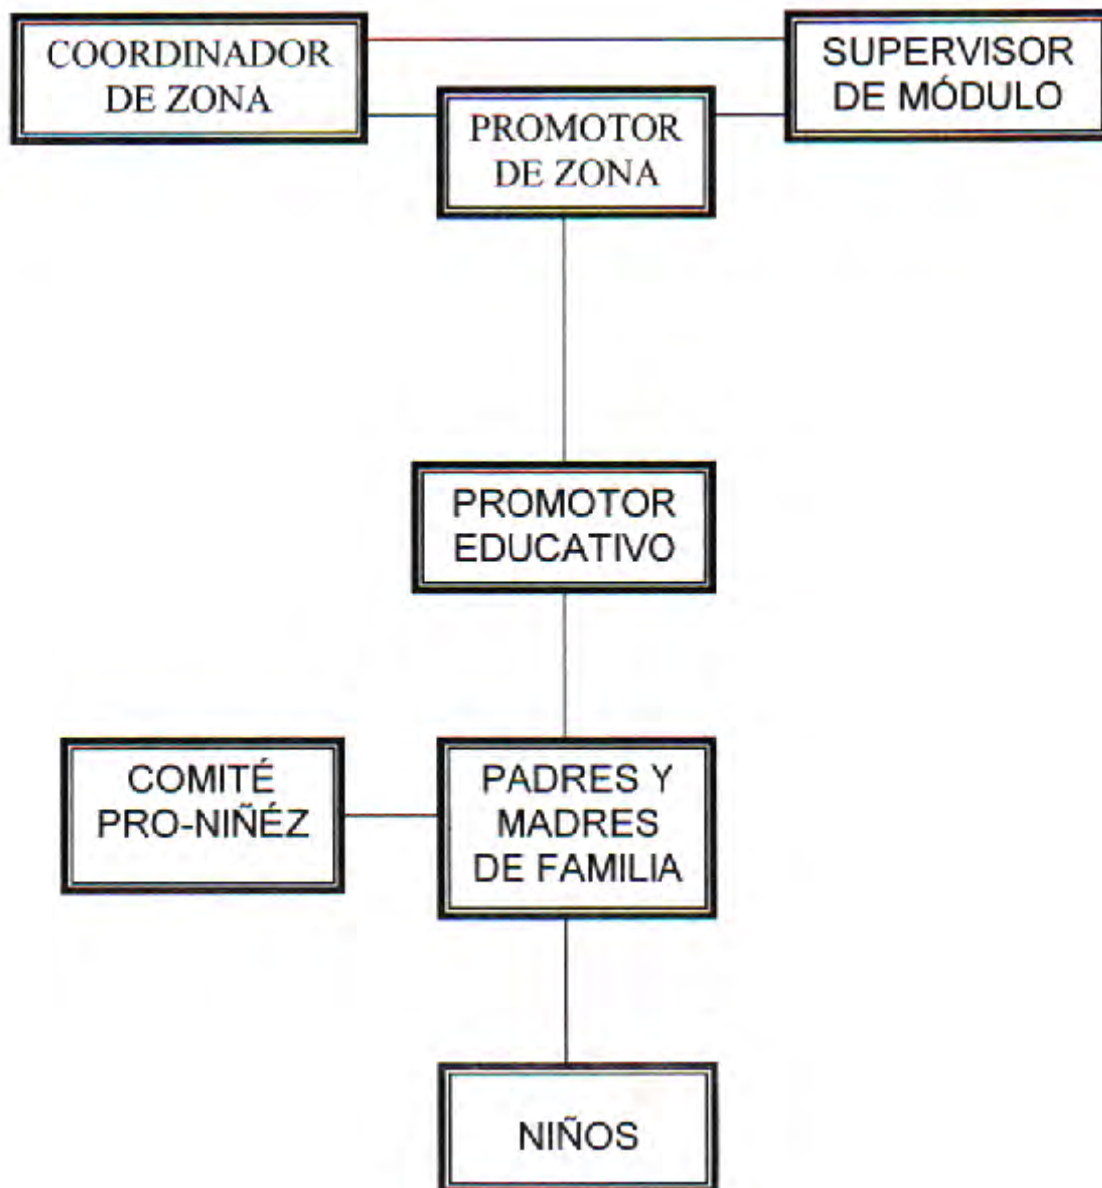 COORDINADOR
DE ZONA
SUPERVISOR
DE MÓDULO
PROMOTOR
DE ZONA
PROMOTOR
EDUCATIVO
COMITÉ
PRO-NIÑÉZ
PADRES Y
MADRES
DE FAMILIA
NIÑOS